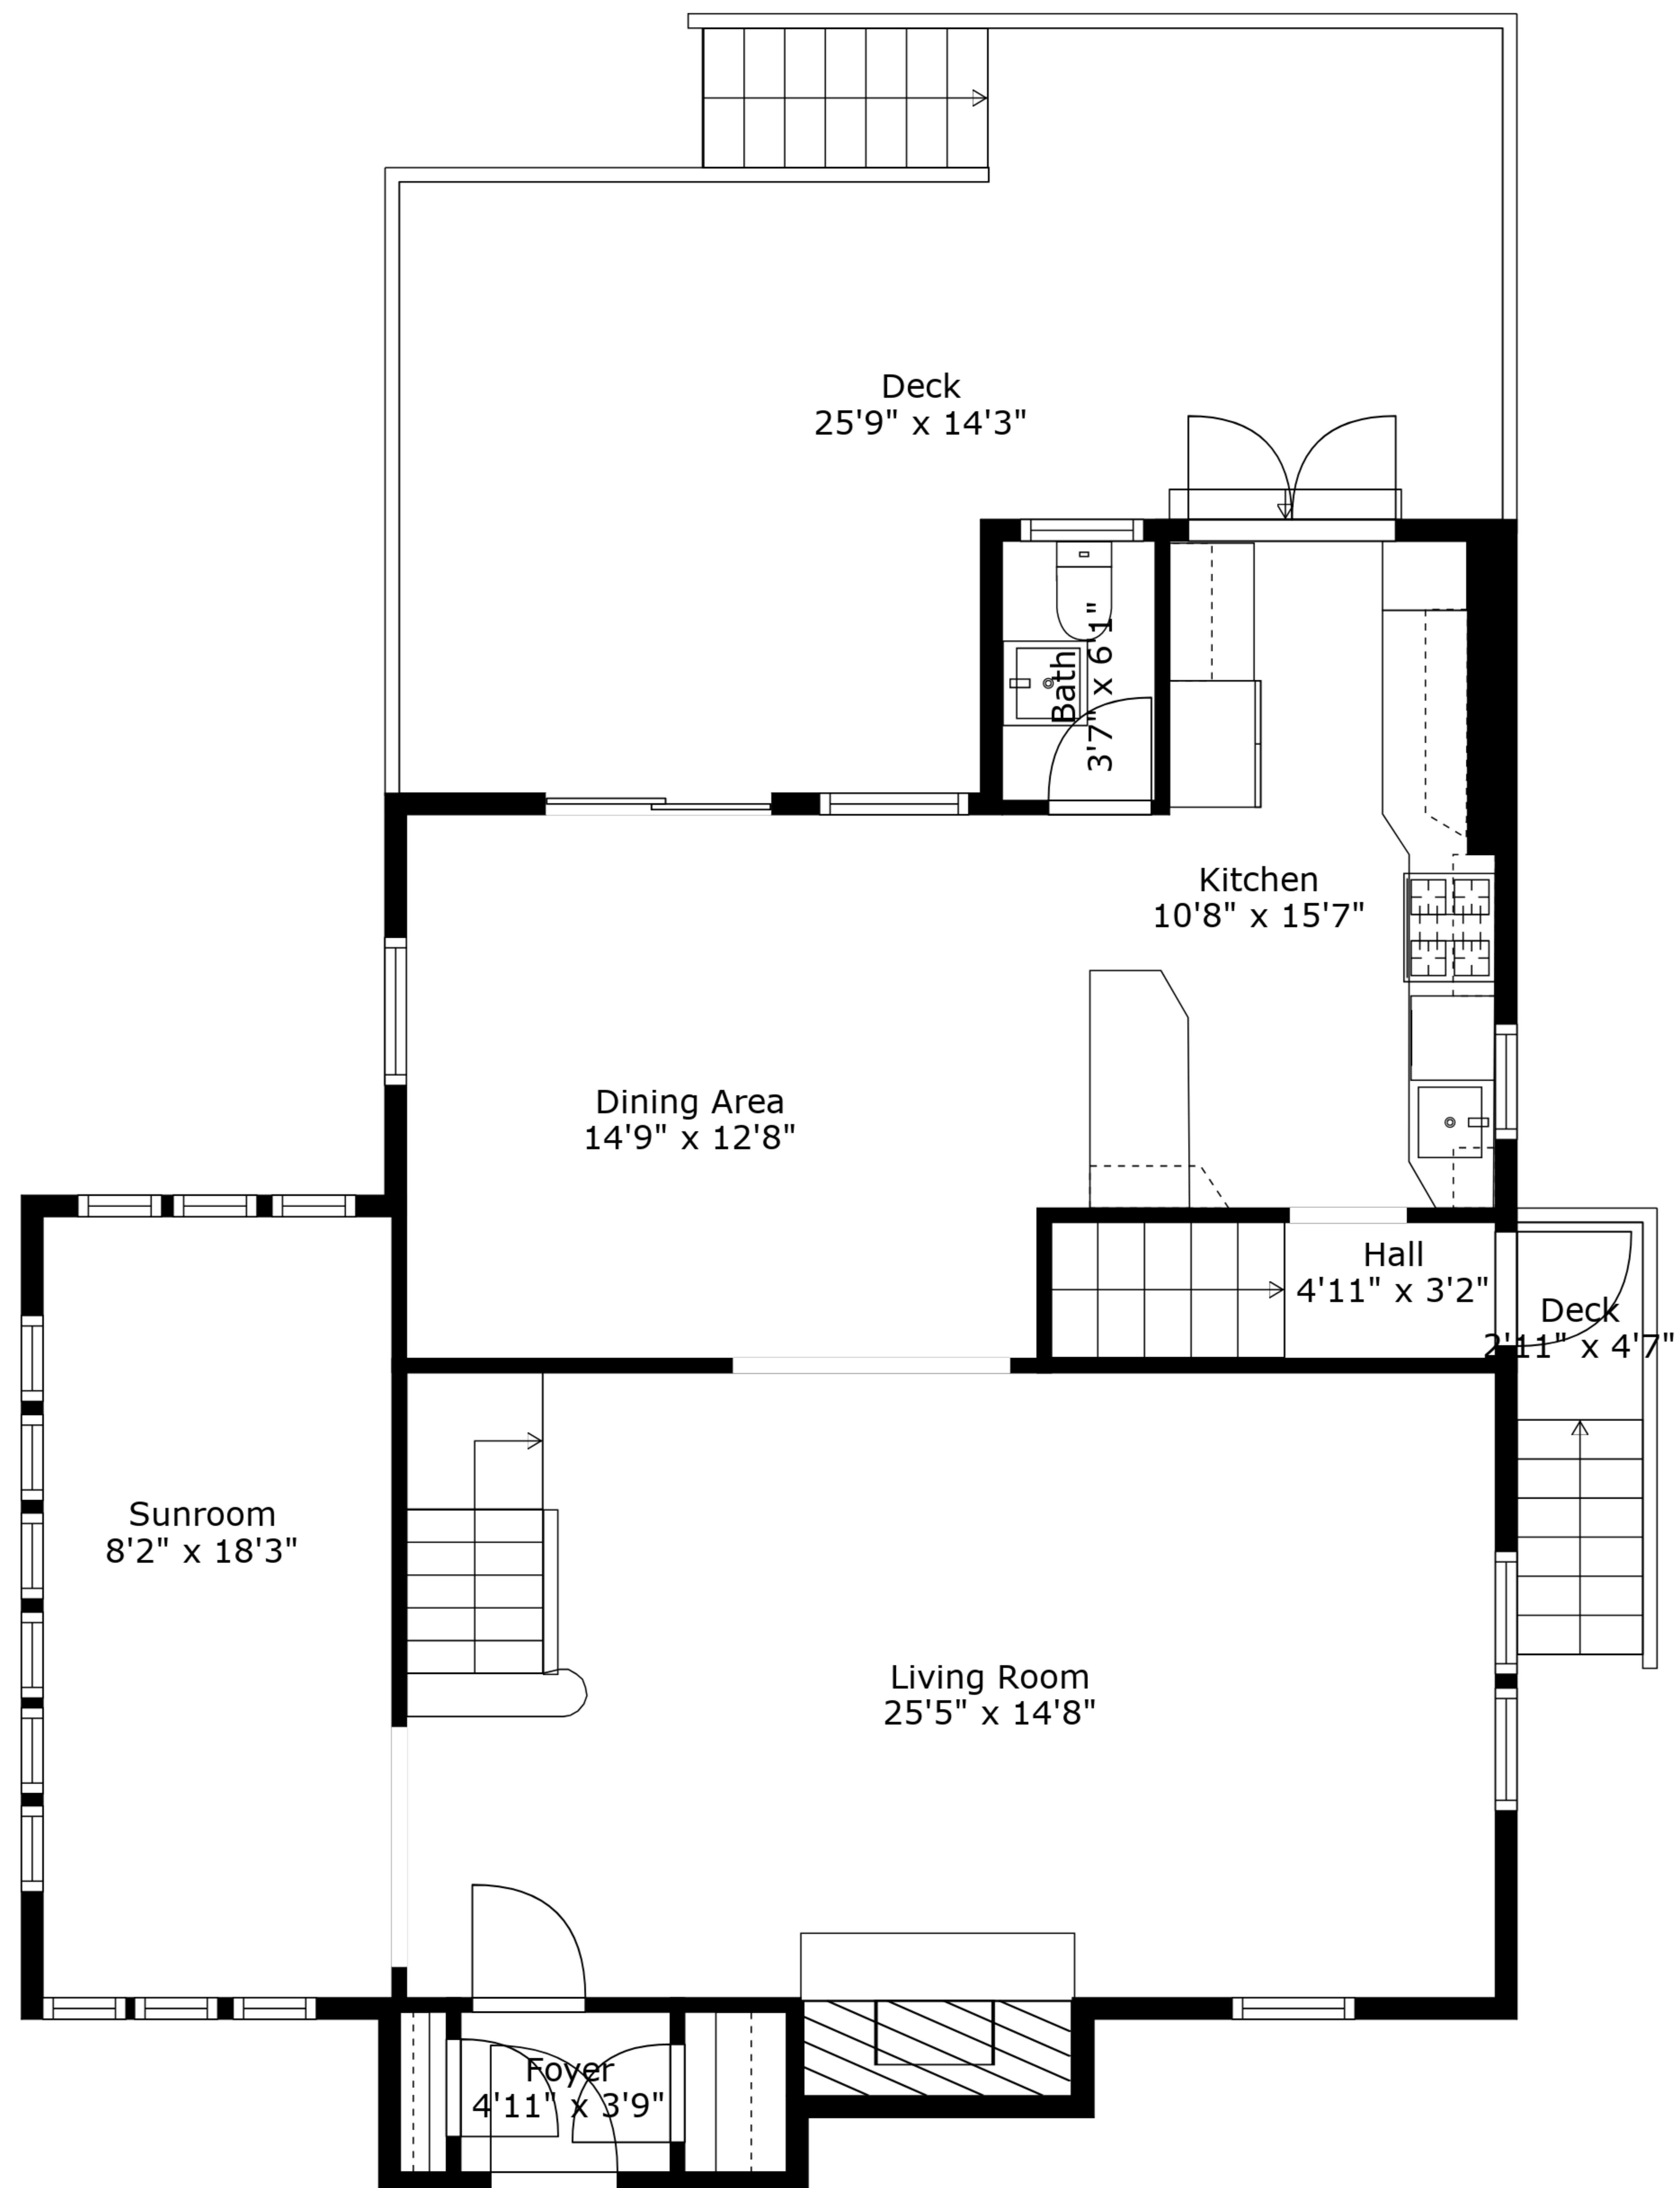 Deck
25'9" x 14'3"
Bath
3'7" x 6'1"
Kitchen
10'8" x 15'7"
Dining Area
14'9" x 12'8"
Hall
4'11" x 3'2"
Deck
2'11" x 4'7"
Sunroom
8'2" x 18'3"
Living Room
25'5" x 14'8"
Foyer
4'11" x 3'9"